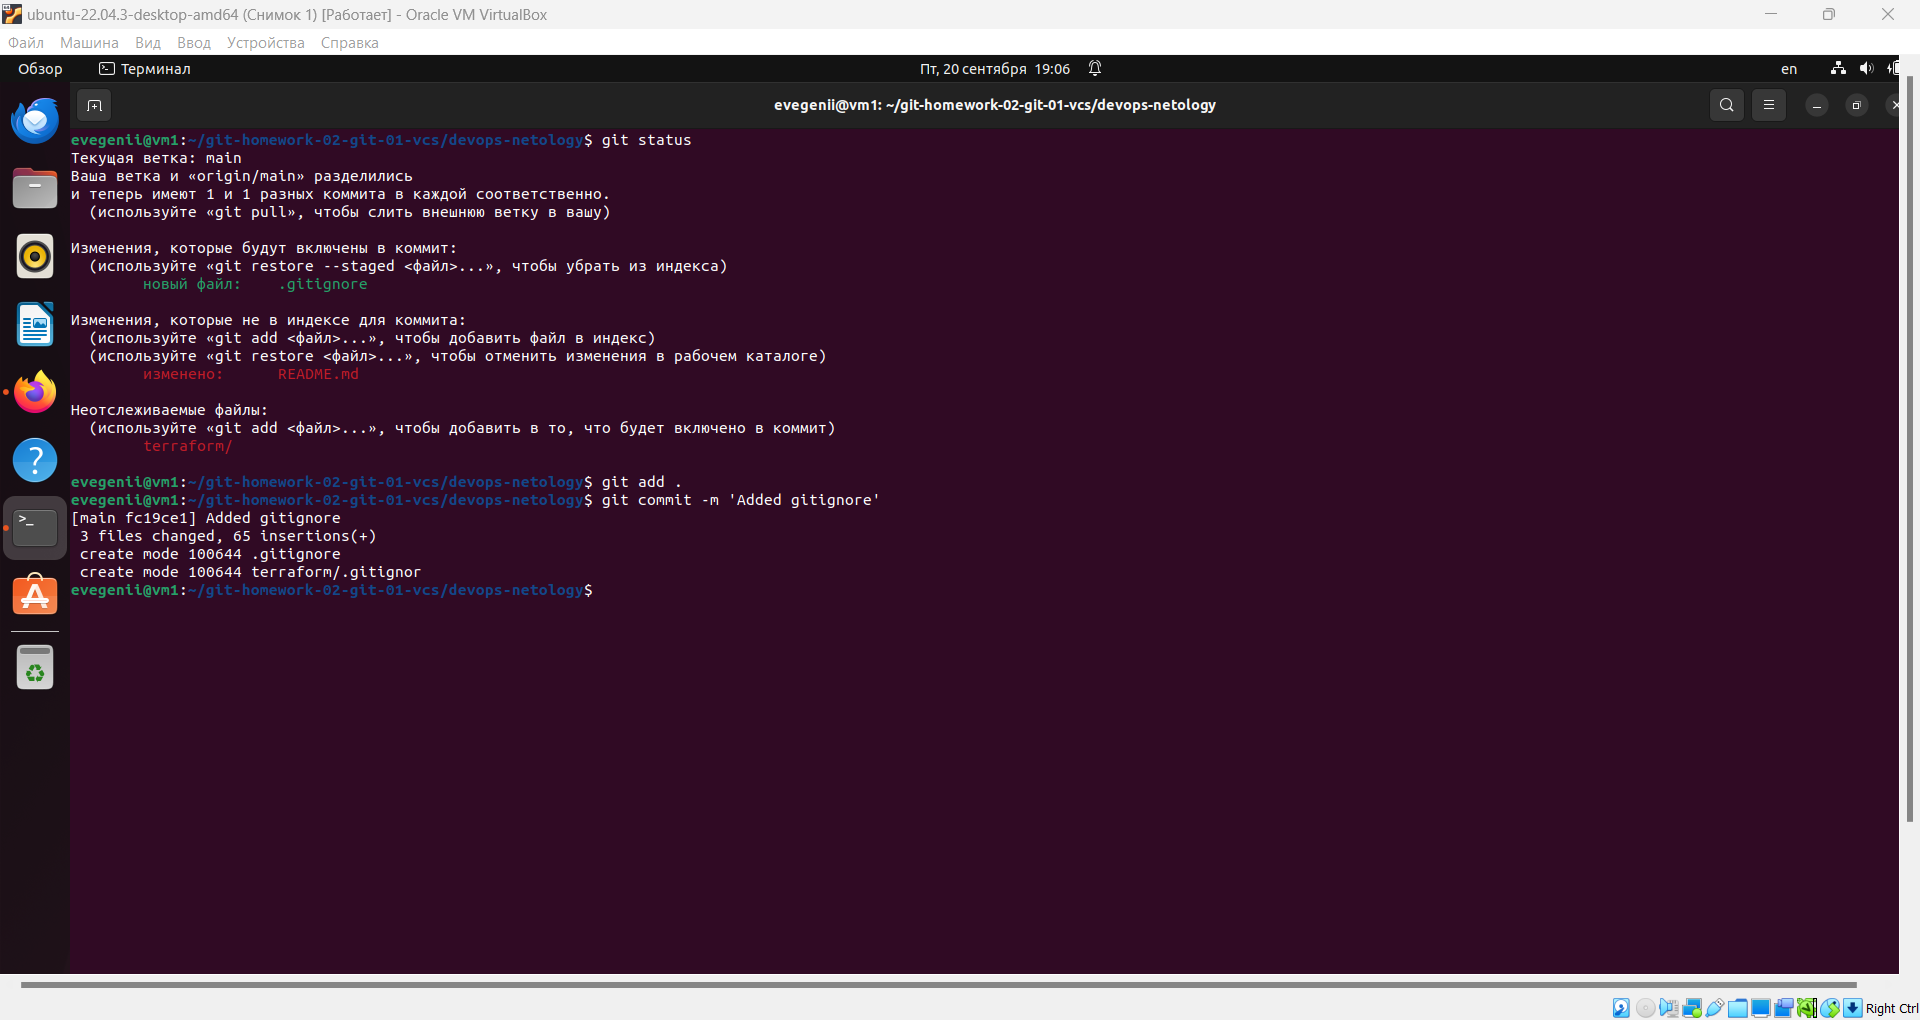 ubuntu-22.04.3-desktop-amd64 (Снимок 1) [Работает] - Oracle VM VirtualBox
Файл Машина Вид Ввод Устройства Справка
Обзор Терминал Пт, 20 сентября 19:06 en
evegenii@vm1: ~/git-homework-02-git-01-vcs/devops-netology
evegenii@vm1:~/git-homework-02-git-01-vcs/devops-netology$ git status
Текущая ветка: main
Ваша ветка и «origin/main» разделились
и теперь имеют 1 и 1 разных коммита в каждой соответственно.
(используйте «git pull», чтобы слить внешнюю ветку в вашу)
Изменения, которые будут включены в коммит:
(используйте «git restore --staged <файл>...», чтобы убрать из индекса)
новый файл: .gitignore
Изменения, которые не в индексе для коммита:
(используйте «git add <файл>...», чтобы добавить файл в индекс)
(используйте «git restore <файл>...», чтобы отменить изменения в рабочем каталоге)
изменено: README.md
Неотслеживаемые файлы:
(используйте «git add <файл>...», чтобы добавить в то, что будет включено в коммит)
terraform/
evegenii@vm1:~/git-homework-02-git-01-vcs/devops-netology$ git add .
evegenii@vm1:~/git-homework-02-git-01-vcs/devops-netology$ git commit -m 'Added gitignore'
[main fc19ce1] Added gitignore
3 files changed, 65 insertions(+)
create mode 100644 .gitignore
create mode 100644 terraform/.gitignor
evegenii@vm1:~/git-homework-02-git-01-vcs/devops-netology$
Right Ctrl